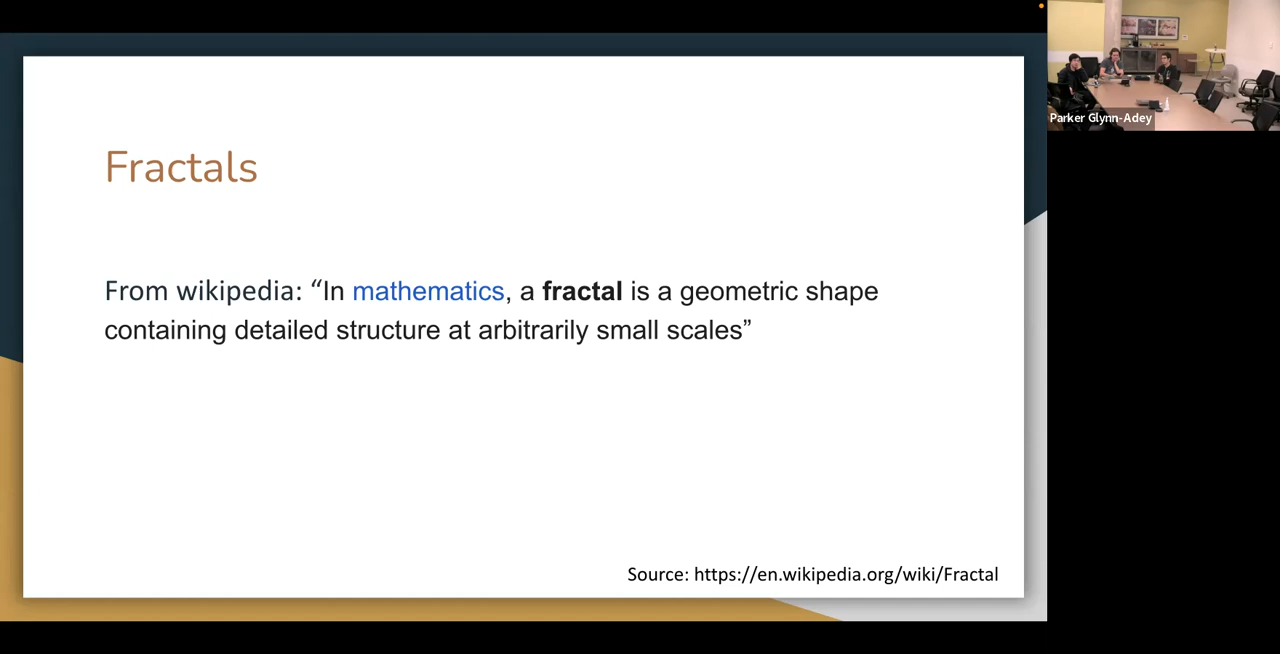 Fractals
From wikipedia: “In mathematics, a fractal is a geometric shape
containing detailed structure at arbitrarily small scales”
Source: https://en.wikipedia.org/wiki/Fractal
Parker Glynn-Adey